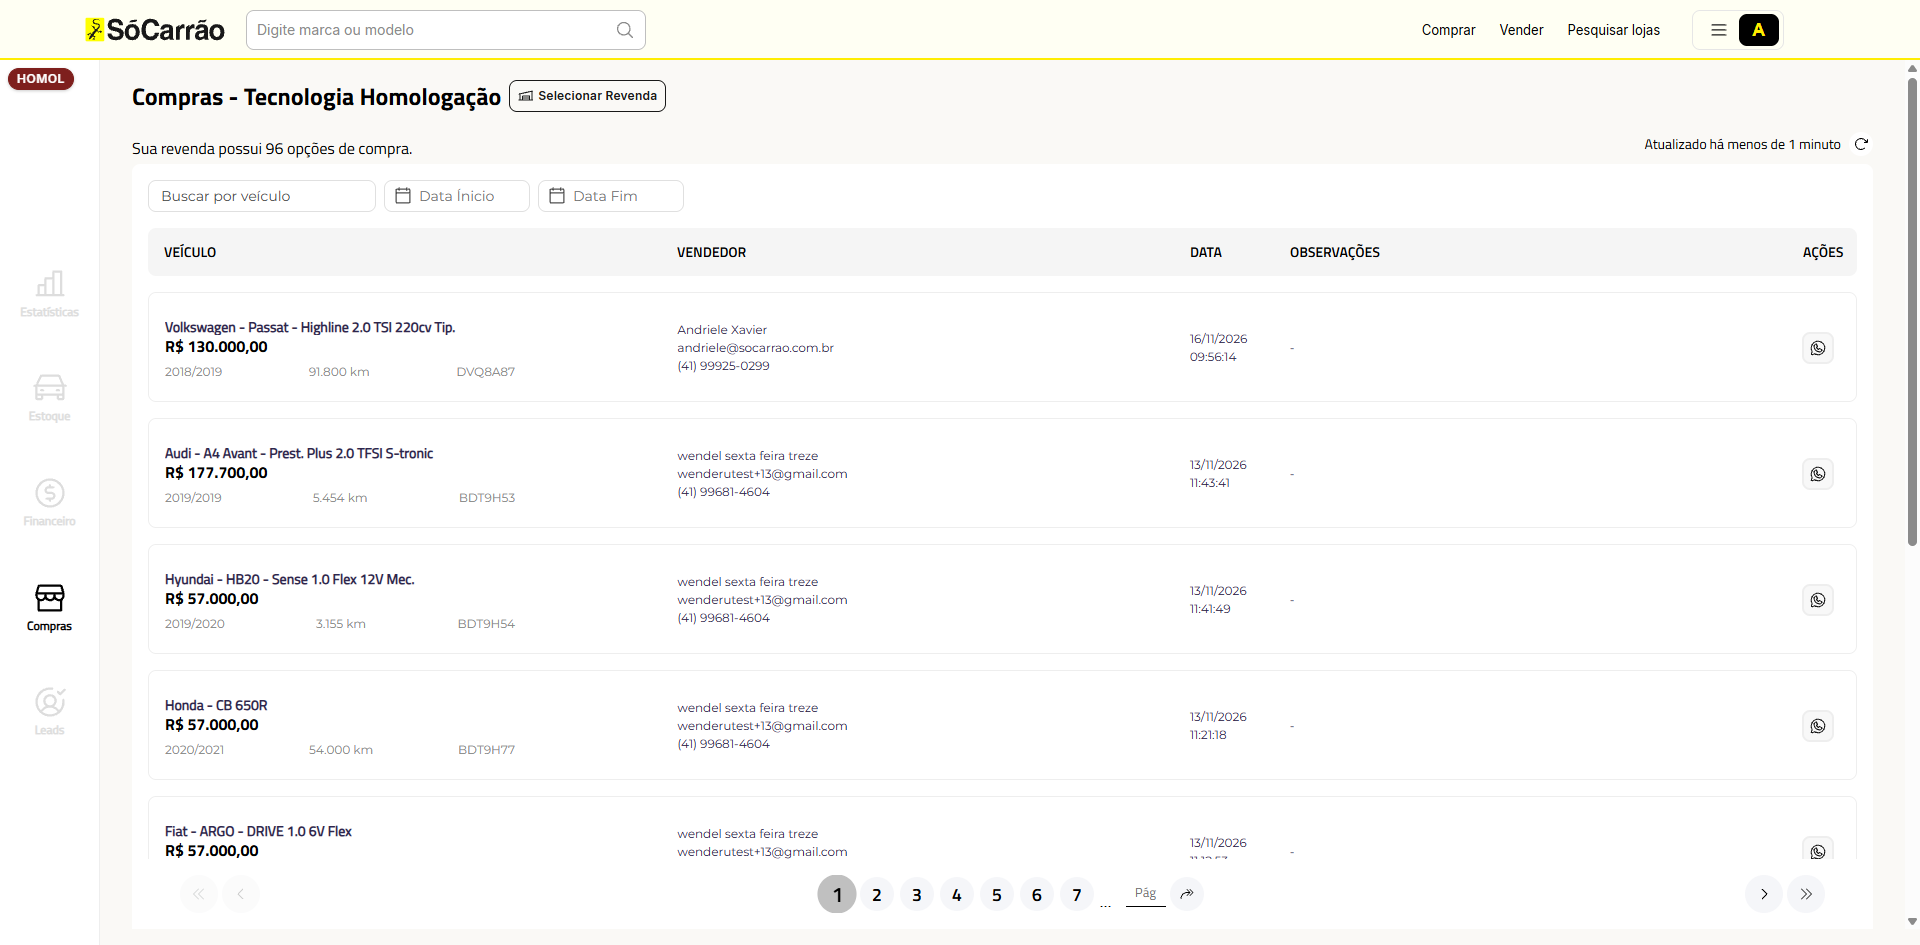 SóCarrão
Digite marca ou modelo
Comprar
Vender
Pesquisar lojas
A
HOMOL
Compras - Tecnologia Homologação
Selecionar Revenda
Sua revenda possui 96 opções de compra.
Atualizado há menos de 1 minuto
Buscar por veículo
Data Ínicio
Data Fim
VEÍCULO
VENDEDOR
DATA
OBSERVAÇÕES
AÇÕES
Estatísticas
Estoque
Financeiro
Compras
Leads
Volkswagen - Passat - Highline 2.0 TSI 220cv Tip.
R$ 130.000,00
2018/2019
91.800 km
DVQ8A87
Andriele Xavier
andriele@socarrao.com.br
(41) 99925-0299
16/11/2026
09:56:14
-
Audi - A4 Avant - Prest. Plus 2.0 TFSI S-tronic
R$ 177.700,00
2019/2019
5.454 km
BDT9H53
wendel sexta feira treze
wenderutest+13@gmail.com
(41) 99681-4604
13/11/2026
11:43:41
-
Hyundai - HB20 - Sense 1.0 Flex 12V Mec.
R$ 57.000,00
2019/2020
3.155 km
BDT9H54
wendel sexta feira treze
wenderutest+13@gmail.com
(41) 99681-4604
13/11/2026
11:41:49
-
Honda - CB 650R
R$ 57.000,00
2020/2021
54.000 km
BDT9H77
wendel sexta feira treze
wenderutest+13@gmail.com
(41) 99681-4604
13/11/2026
11:21:18
-
Fiat - ARGO - DRIVE 1.0 6V Flex
R$ 57.000,00
wendel sexta feira treze
wenderutest+13@gmail.com
13/11/2026
-
1 2 3 4 5 6 7 ... Pág